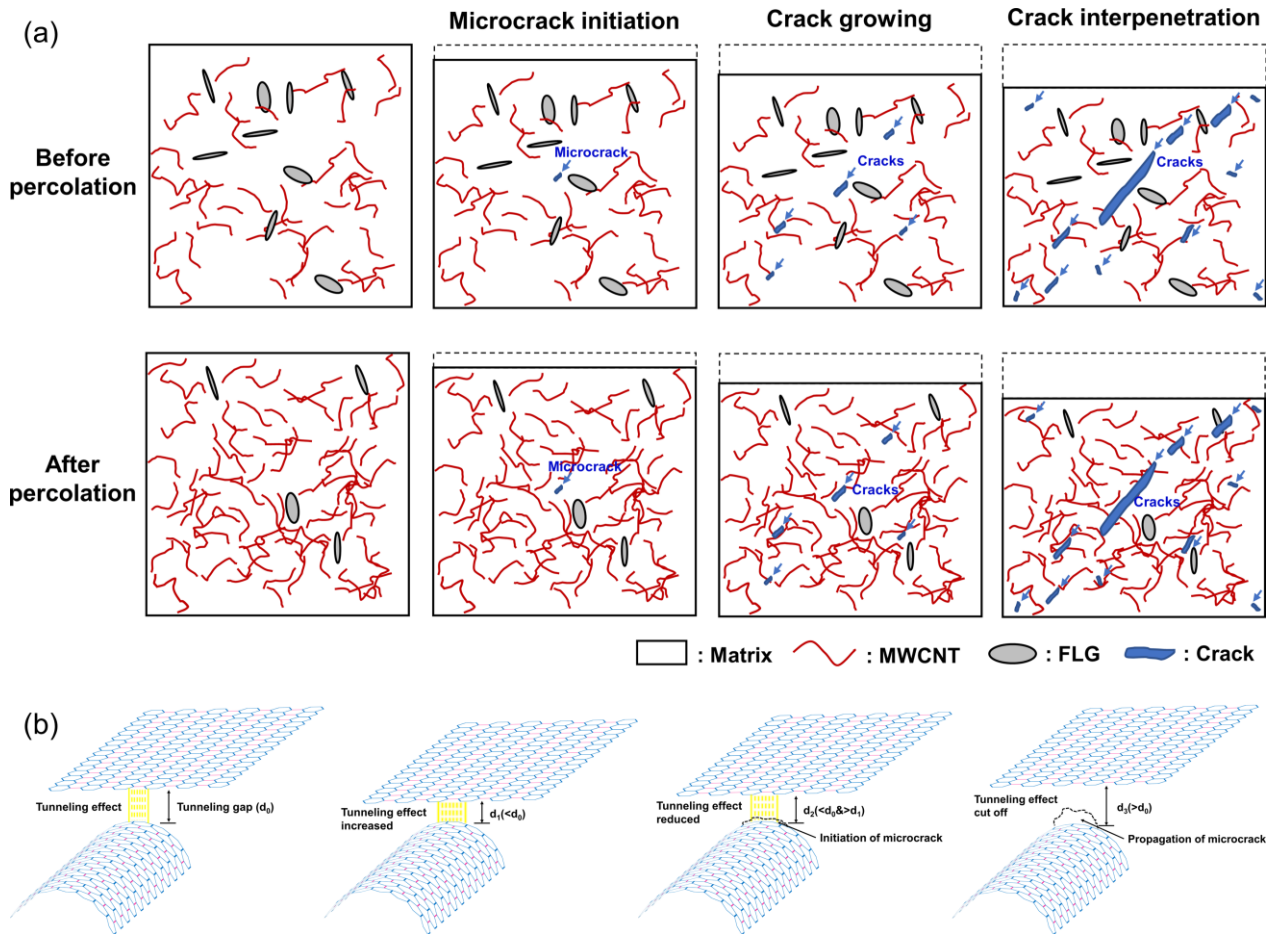 (a)
Microcrack initiation
Crack growing
Crack interpenetration
Before
percolation
Microcrack
Cracks
Cracks
After
percolation
Microcrack
Cracks
Cracks
: Matrix
: MWCNT
: FLG
: Crack
(b)
Tunneling effect
Tunneling gap (d₀)
Tunneling effect
increased
d₁(<d₀)
Tunneling effect
reduced
d₂(<d₀&>d₁)
Initiation of microcrack
Tunneling effect
cut off
d₃(>d₀)
Propagation of microcrack